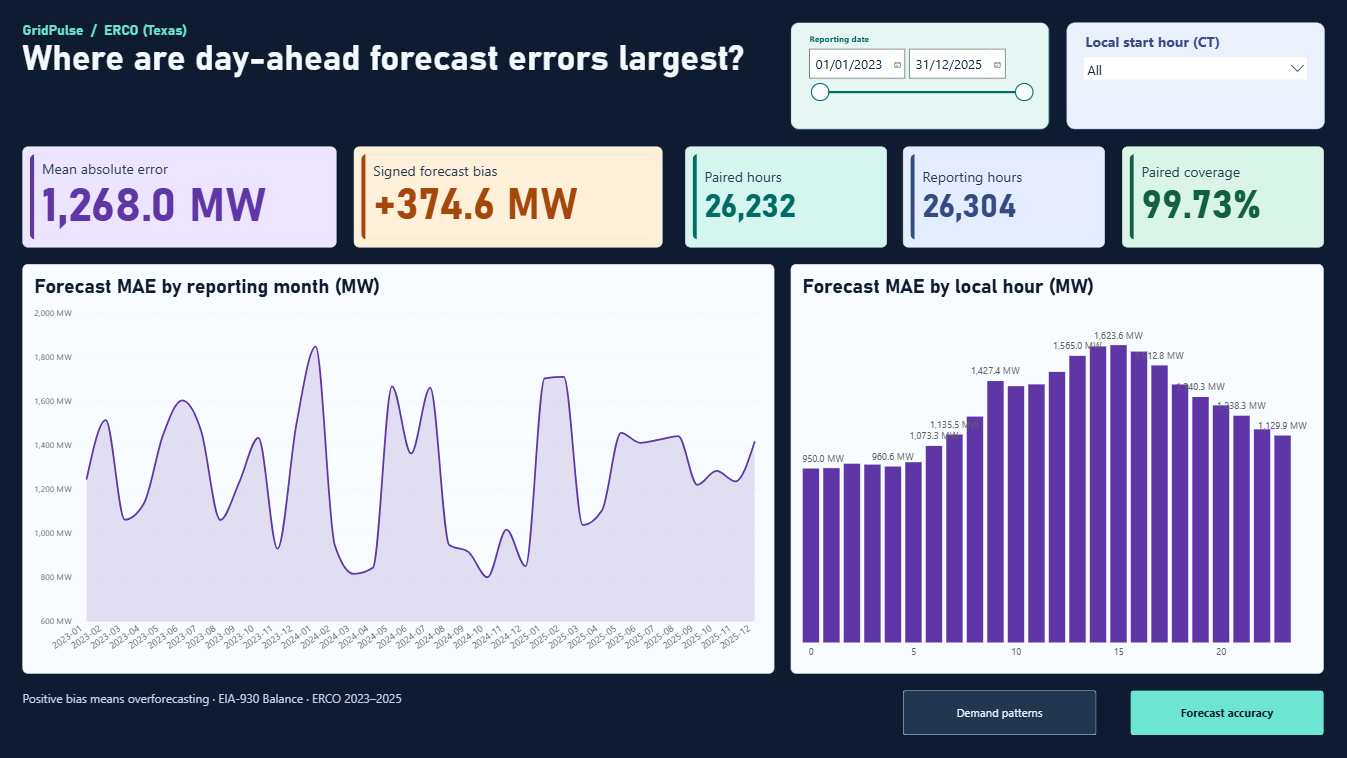 GridPulse / ERCO (Texas)
Where are day-ahead forecast errors largest?
Reporting date
01/01/2023
31/12/2025
Local start hour (CT)
All
Mean absolute error
1,268.0 MW
Signed forecast bias
+374.6 MW
Paired hours
26,232
Reporting hours
26,304
Paired coverage
99.73%
Forecast MAE by reporting month (MW)
2,000 MW
1,800 MW
1,600 MW
1,400 MW
1,200 MW
1,000 MW
800 MW
600 MW
2023-01
2023-02
2023-03
2023-04
2023-05
2023-06
2023-07
2023-08
2023-09
2023-10
2023-11
2023-12
2024-01
2024-02
2024-03
2024-04
2024-05
2024-06
2024-07
2024-08
2024-09
2024-10
2024-11
2024-12
2025-01
2025-02
2025-03
2025-04
2025-05
2025-06
2025-07
2025-08
2025-09
2025-10
2025-11
2025-12
Forecast MAE by local hour (MW)
950.0 MW
960.6 MW
1,073.3 MW
1,135.5 MW
1,427.4 MW
1,565.0 MW
1,623.6 MW
MW
MW
MW
1,129.9 MW
0
5
10
15
20
Positive bias means overforecasting · EIA-930 Balance · ERCO 2023–2025
Demand patterns
Forecast accuracy